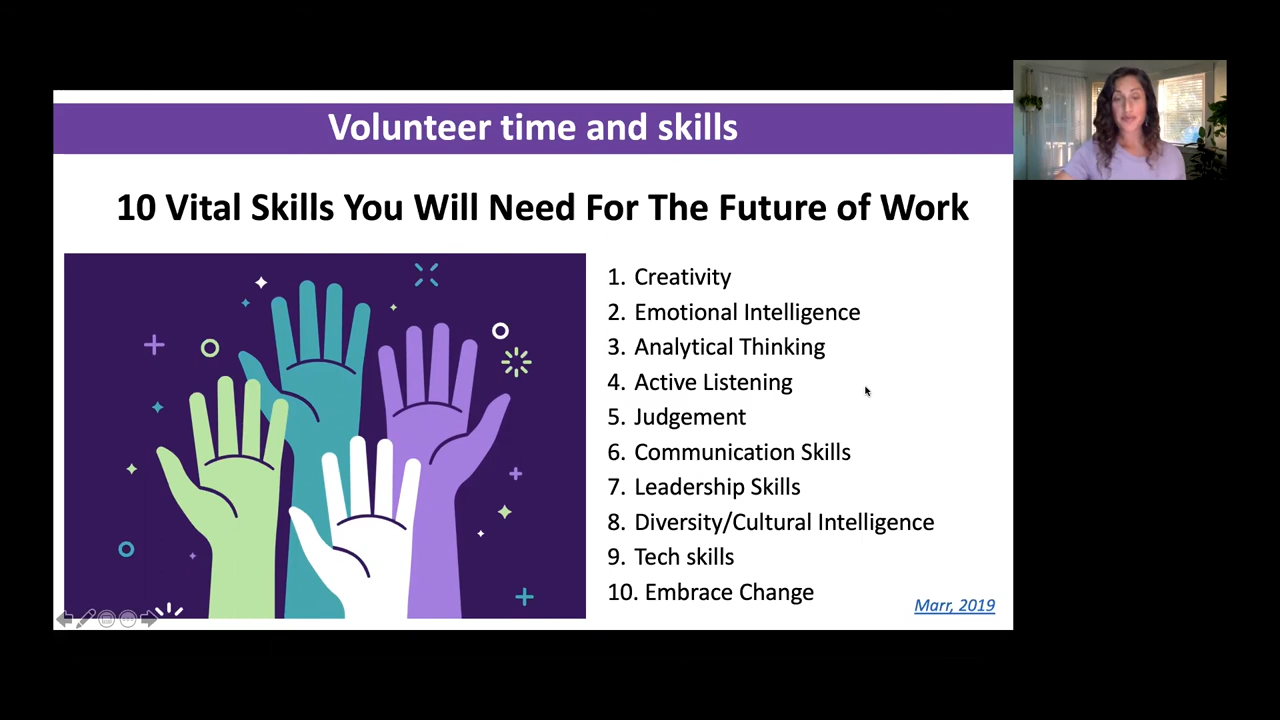 Volunteer time and skills
10 Vital Skills You Will Need For The Future of Work
1. Creativity
2. Emotional Intelligence
3. Analytical Thinking
4. Active Listening
5. Judgement
6. Communication Skills
7. Leadership Skills
8. Diversity/Cultural Intelligence
9. Tech skills
10. Embrace Change
Marr, 2019